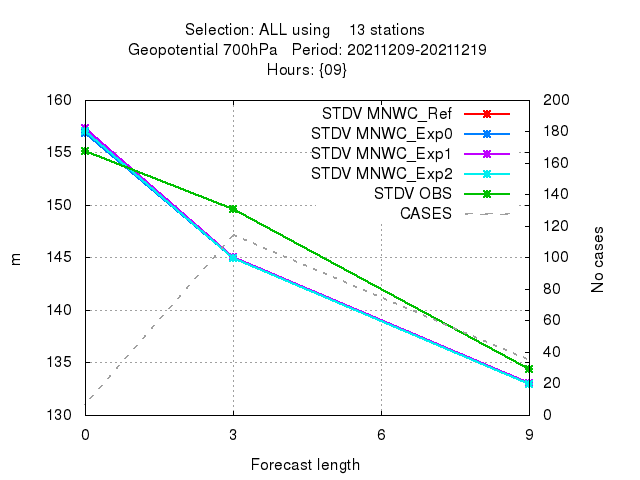 Selection: ALL using 13 stations
Geopotential 700hPa Period: 20211209-20211219
Hours: {09}
160
155
150
145
140
135
130
200
180
160
140
120
100
80
60
40
20
0
STDV MNWC_Ref
STDV MNWC_Exp0
STDV MNWC_Exp1
STDV MNWC_Exp2
STDV OBS
CASES
m
No cases
0
3
6
9
Forecast length